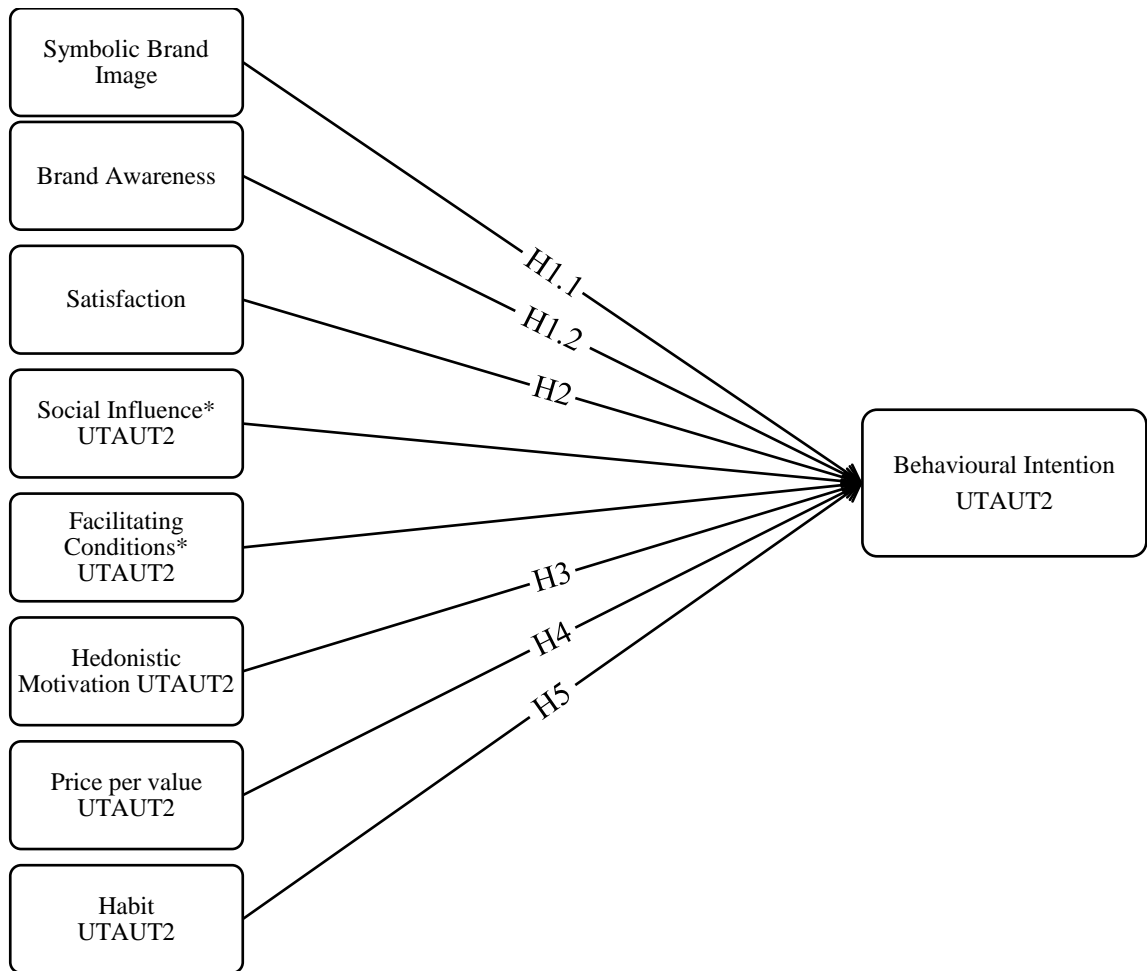 Symbolic Brand
Image
Brand Awareness
Satisfaction
Social Influence*
UTAUT2
Facilitating
Conditions*
UTAUT2
Hedonistic
Motivation UTAUT2
Price per value
UTAUT2
Habit
UTAUT2
H1.1
H1.2
H2
H3
H4
H5
Behavioural Intention
UTAUT2